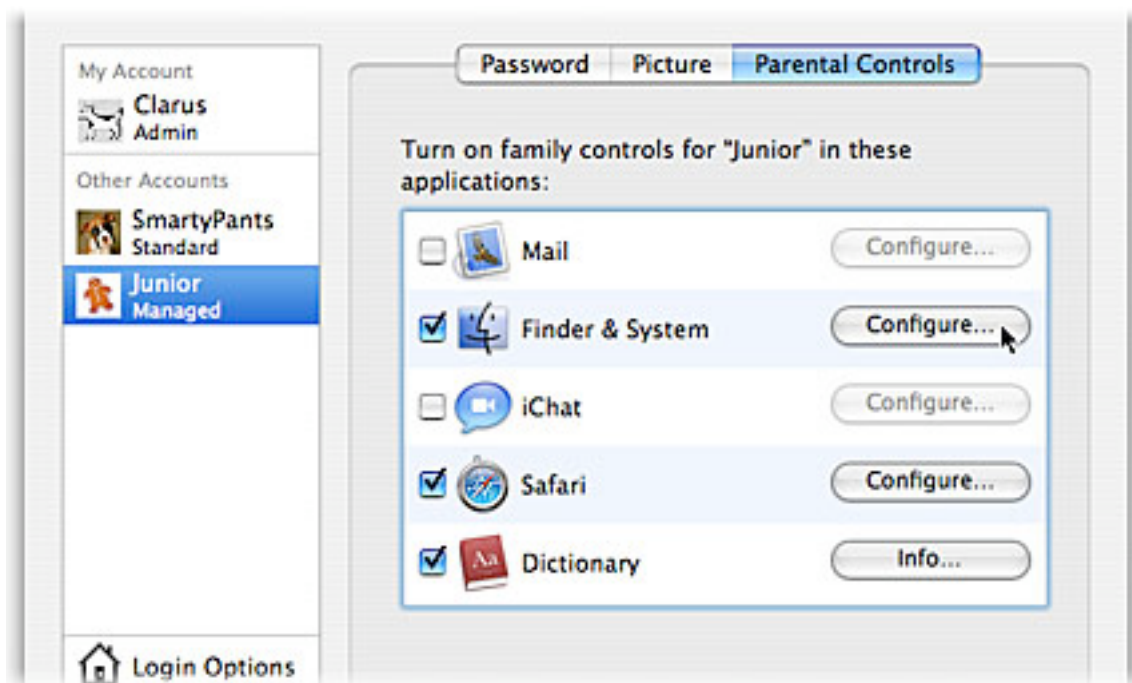 My Account
Clarus
Admin
Other Accounts
SmartyPants
Standard
Junior
Managed
Login Options
Password Picture Parental Controls
Turn on family controls for "Junior" in these
applications:
Mail Configure...
Finder & System Configure...
iChat Configure...
Safari Configure...
Aa Dictionary Info...